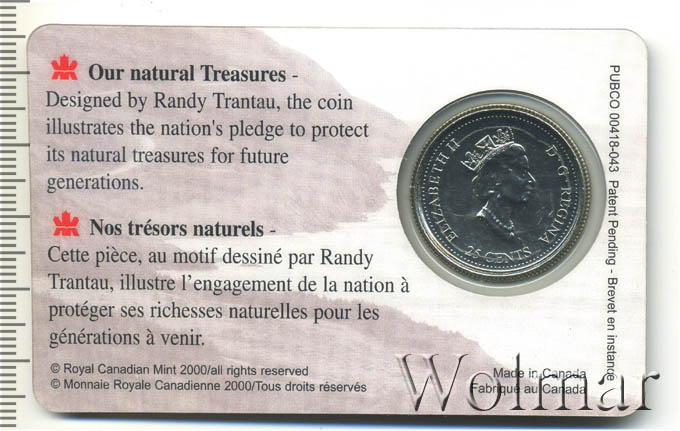 Our natural Treasures -
Designed by Randy Trantau, the coin
illustrates the nation's pledge to protect
its natural treasures for future
generations.
Nos trésors naturels -
Cette pièce, au motif dessiné par Randy
Trantau, illustre l'engagement de la nation à
protéger ses richesses naturelles pour les
générations à venir.
© Royal Canadian Mint 2000/all rights reserved
© Monnaie Royale Canadienne 2000/Tous droits réservés
ELIZABETH II D·G·REGINA
25 CENTS
PUBCO 00418-043 Patent Pending - Brevet en instance
Made in Canada
Fabriqué au Canada
Wolmar